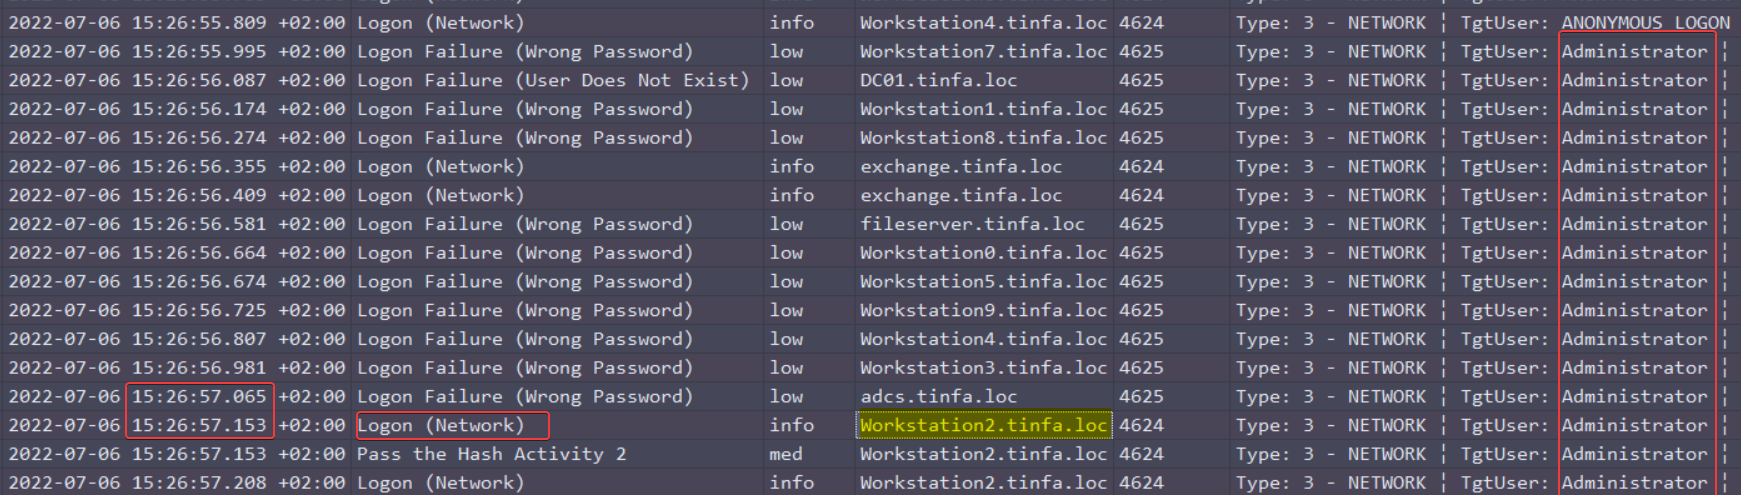 2022-07-06 15:26:55.809 +02:00 Logon (Network) info Workstation4.tinfa.loc 4624 Type: 3 - NETWORK ¦ TgtUser: ANONYMOUS LOGON
2022-07-06 15:26:55.995 +02:00 Logon Failure (Wrong Password) low Workstation7.tinfa.loc 4625 Type: 3 - NETWORK ¦ TgtUser: Administrator ¦
2022-07-06 15:26:56.087 +02:00 Logon Failure (User Does Not Exist) low DC01.tinfa.loc 4625 Type: 3 - NETWORK ¦ TgtUser: Administrator ¦
2022-07-06 15:26:56.174 +02:00 Logon Failure (Wrong Password) low Workstation1.tinfa.loc 4625 Type: 3 - NETWORK ¦ TgtUser: Administrator ¦
2022-07-06 15:26:56.274 +02:00 Logon Failure (Wrong Password) low Workstation8.tinfa.loc 4625 Type: 3 - NETWORK ¦ TgtUser: Administrator ¦
2022-07-06 15:26:56.355 +02:00 Logon (Network) info exchange.tinfa.loc 4624 Type: 3 - NETWORK ¦ TgtUser: Administrator ¦
2022-07-06 15:26:56.409 +02:00 Logon (Network) info exchange.tinfa.loc 4624 Type: 3 - NETWORK ¦ TgtUser: Administrator ¦
2022-07-06 15:26:56.581 +02:00 Logon Failure (Wrong Password) low fileserver.tinfa.loc 4625 Type: 3 - NETWORK ¦ TgtUser: Administrator ¦
2022-07-06 15:26:56.664 +02:00 Logon Failure (Wrong Password) low Workstation0.tinfa.loc 4625 Type: 3 - NETWORK ¦ TgtUser: Administrator ¦
2022-07-06 15:26:56.674 +02:00 Logon Failure (Wrong Password) low Workstation5.tinfa.loc 4625 Type: 3 - NETWORK ¦ TgtUser: Administrator ¦
2022-07-06 15:26:56.725 +02:00 Logon Failure (Wrong Password) low Workstation9.tinfa.loc 4625 Type: 3 - NETWORK ¦ TgtUser: Administrator ¦
2022-07-06 15:26:56.807 +02:00 Logon Failure (Wrong Password) low Workstation4.tinfa.loc 4625 Type: 3 - NETWORK ¦ TgtUser: Administrator ¦
2022-07-06 15:26:56.981 +02:00 Logon Failure (Wrong Password) low Workstation3.tinfa.loc 4625 Type: 3 - NETWORK ¦ TgtUser: Administrator ¦
2022-07-06 15:26:57.065 +02:00 Logon Failure (Wrong Password) low adcs.tinfa.loc 4625 Type: 3 - NETWORK ¦ TgtUser: Administrator ¦
2022-07-06 15:26:57.153 +02:00 Logon (Network) info Workstation2.tinfa.loc 4624 Type: 3 - NETWORK ¦ TgtUser: Administrator ¦
2022-07-06 15:26:57.153 +02:00 Pass the Hash Activity 2 med Workstation2.tinfa.loc 4624 Type: 3 - NETWORK ¦ TgtUser: Administrator ¦
2022-07-06 15:26:57.208 +02:00 Logon (Network) info Workstation2.tinfa.loc 4624 Type: 3 - NETWORK ¦ TgtUser: Administrator ¦